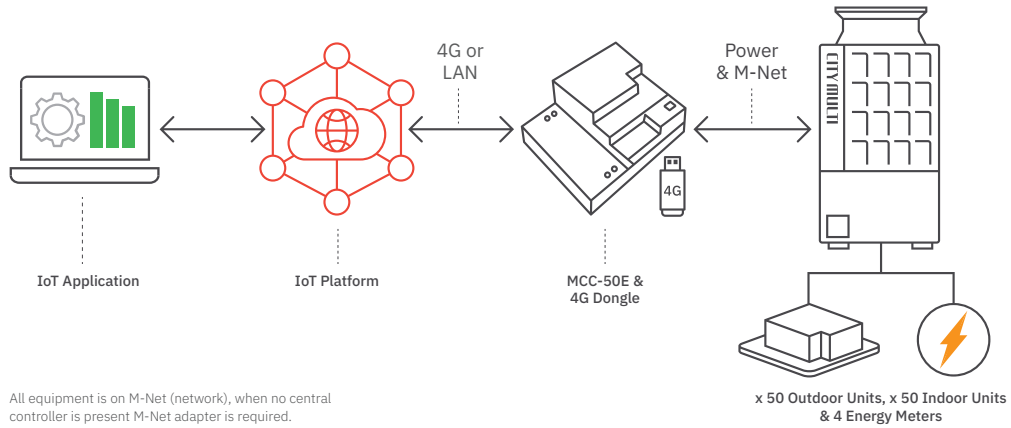 4G or
LAN
Power
& M-Net
CITY MULTI
4G
IoT Application
IoT Platform
MCC-50E &
4G Dongle
x 50 Outdoor Units, x 50 Indoor Units
& 4 Energy Meters
All equipment is on M-Net (network), when no central
controller is present M-Net adapter is required.